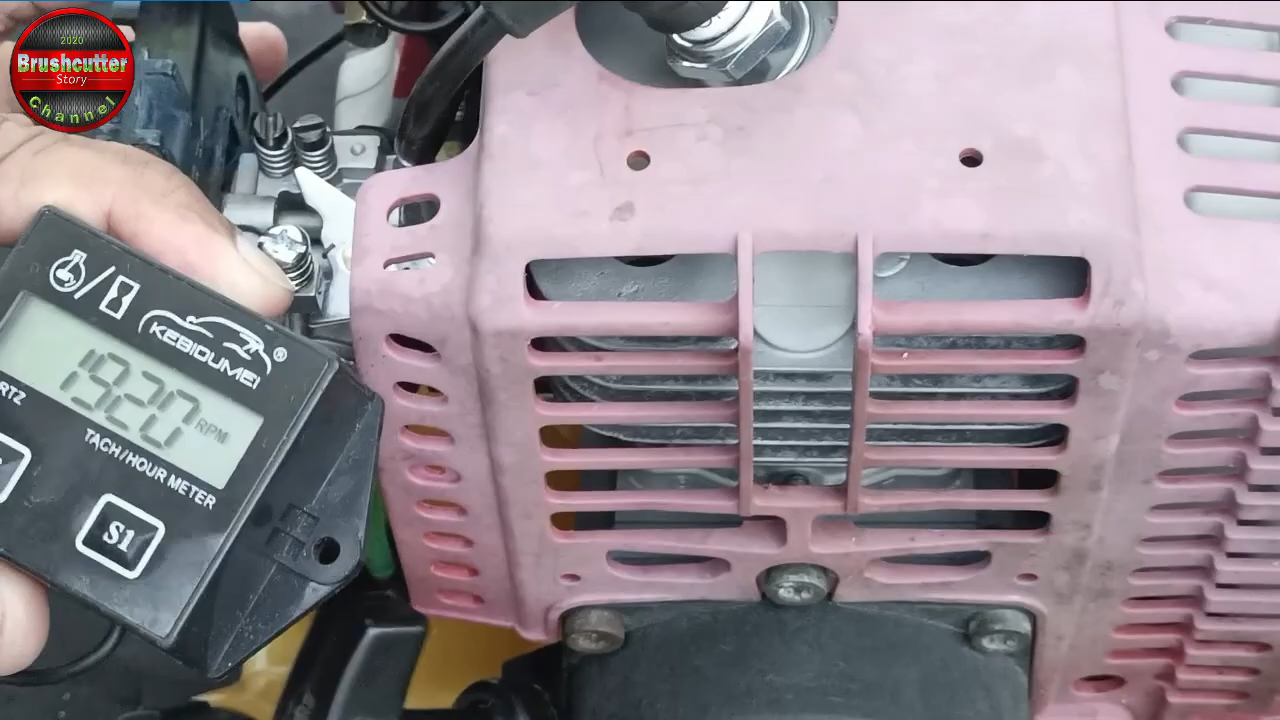 2020
Brushcutter
Story
Channel
KEBIDUMEI®
1920 RPM
RTZ
TACH/HOUR METER
S1